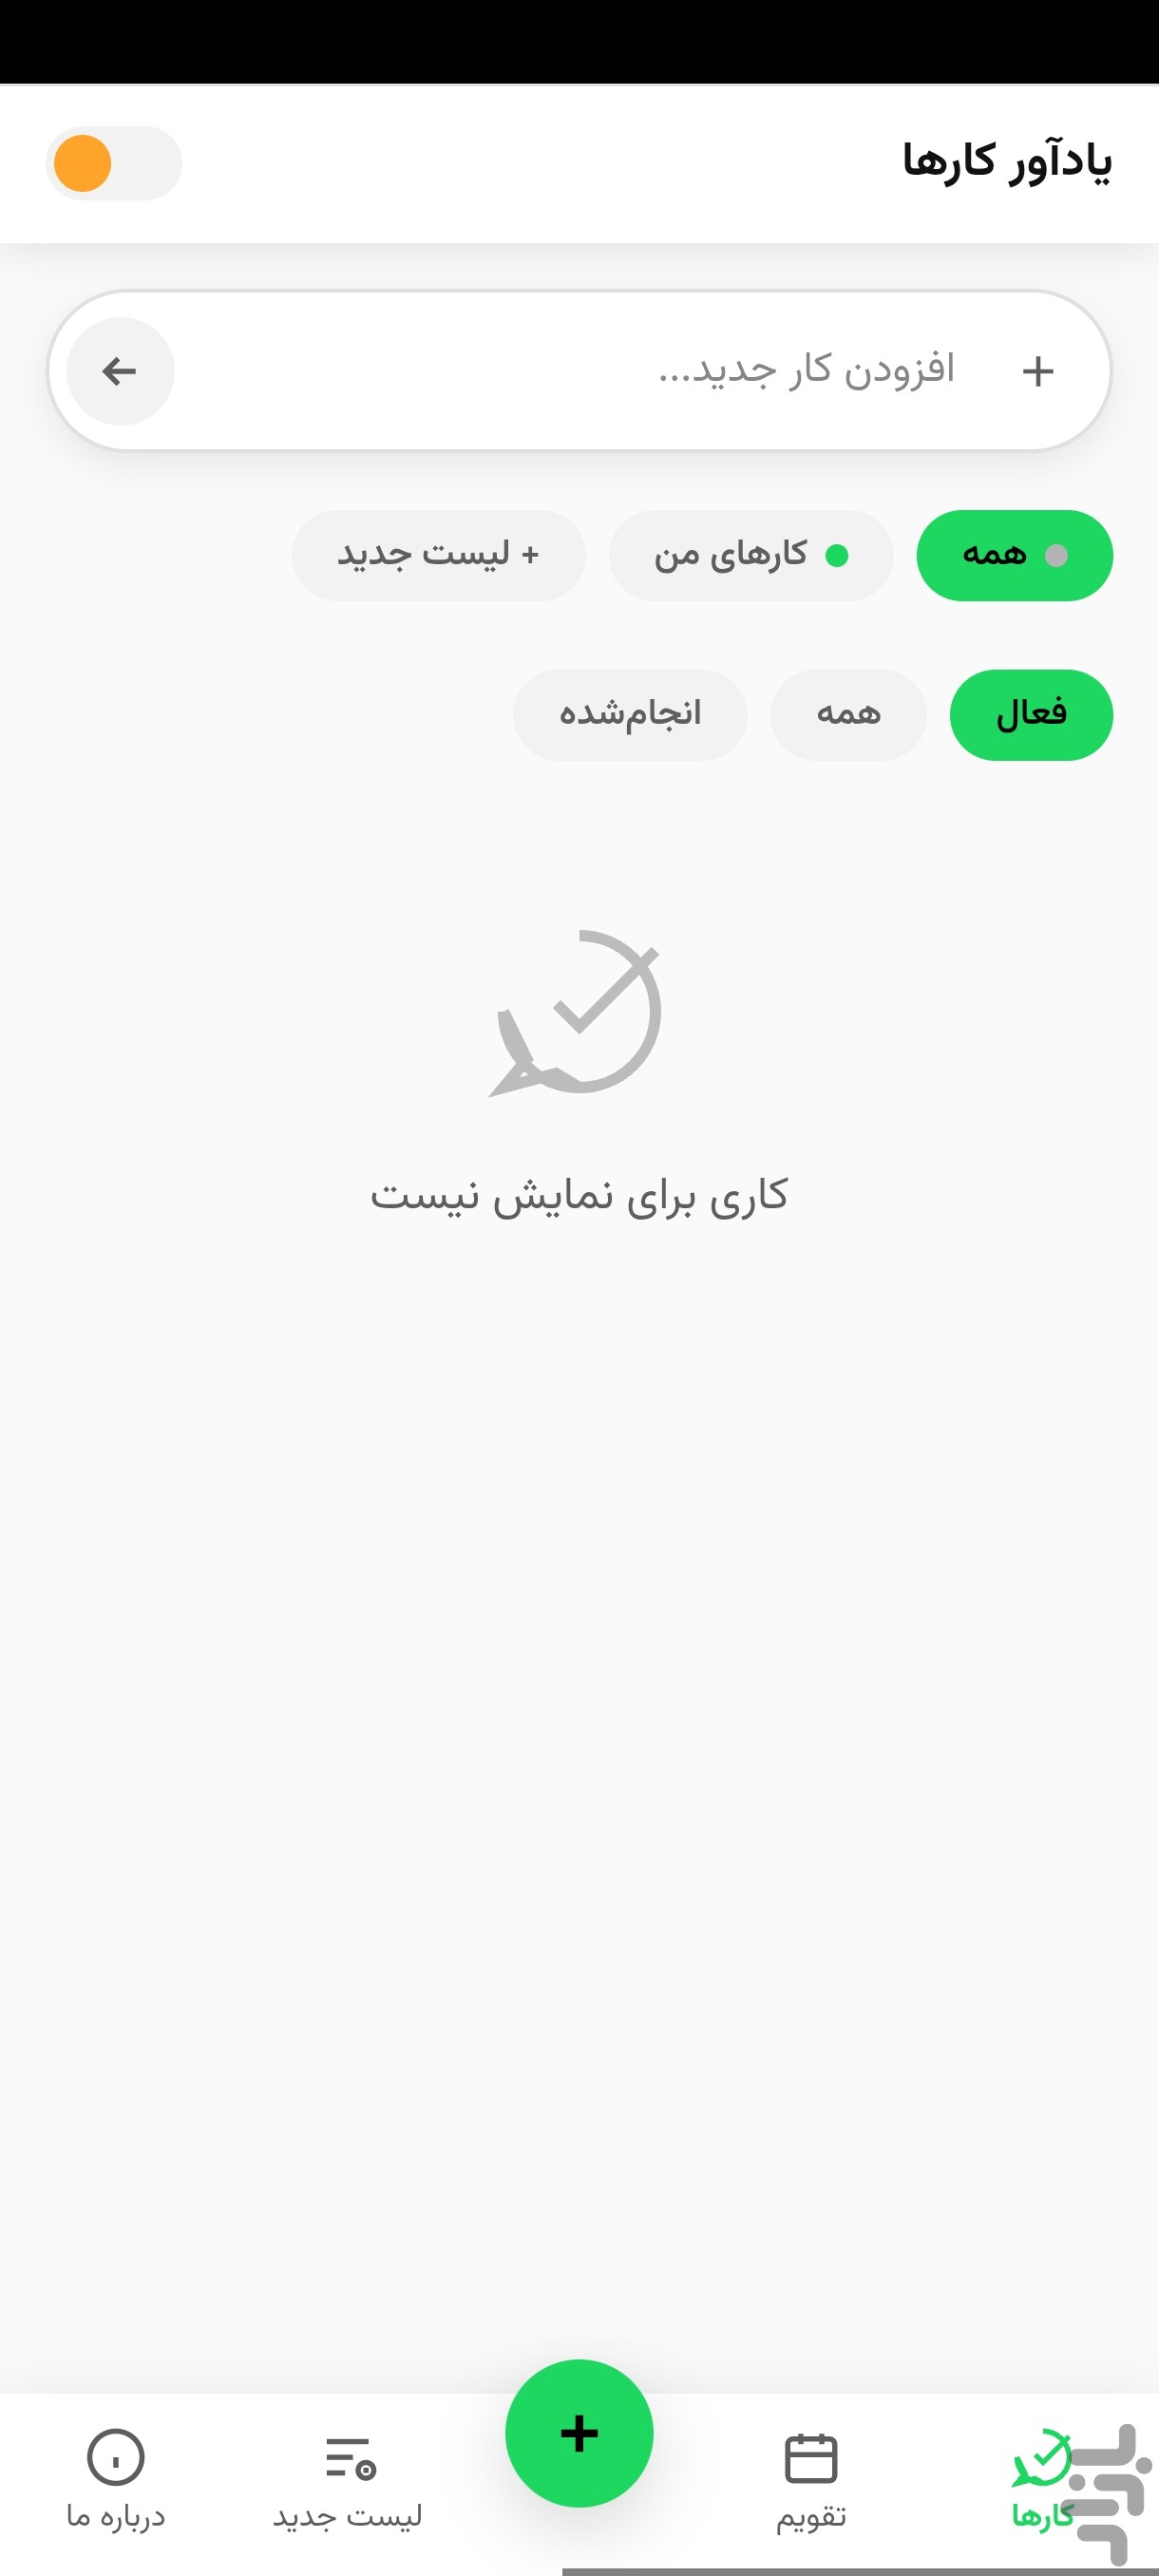 یادآور کارها
افزودن کار جدید...
همه
کارهای من
+ لیست جدید
فعال
همه
انجام‌شده
کاری برای نمایش نیست
کارها
تقویم
لیست جدید
درباره ما